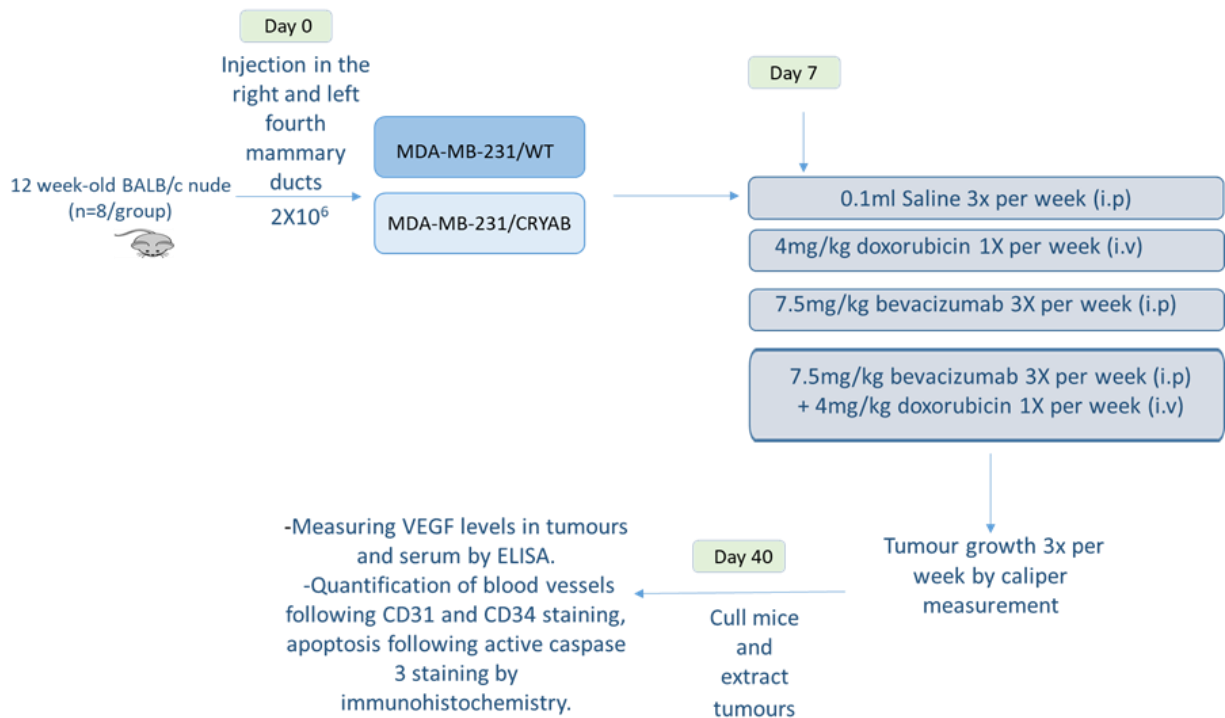 Day 0
Injection in the
right and left
fourth
mammary
ducts
2X10⁶
12 week-old BALB/c nude
(n=8/group)
MDA-MB-231/WT
MDA-MB-231/CRYAB
Day 7
0.1ml Saline 3x per week (i.p)
4mg/kg doxorubicin 1X per week (i.v)
7.5mg/kg bevacizumab 3X per week (i.p)
7.5mg/kg bevacizumab 3X per week (i.p)
+ 4mg/kg doxorubicin 1X per week (i.v)
Tumour growth 3x per
week by caliper
measurement
Day 40
Cull mice
and
extract
tumours
-Measuring VEGF levels in tumours
and serum by ELISA.
-Quantification of blood vessels
following CD31 and CD34 staining,
apoptosis following active caspase
3 staining by
immunohistochemistry.